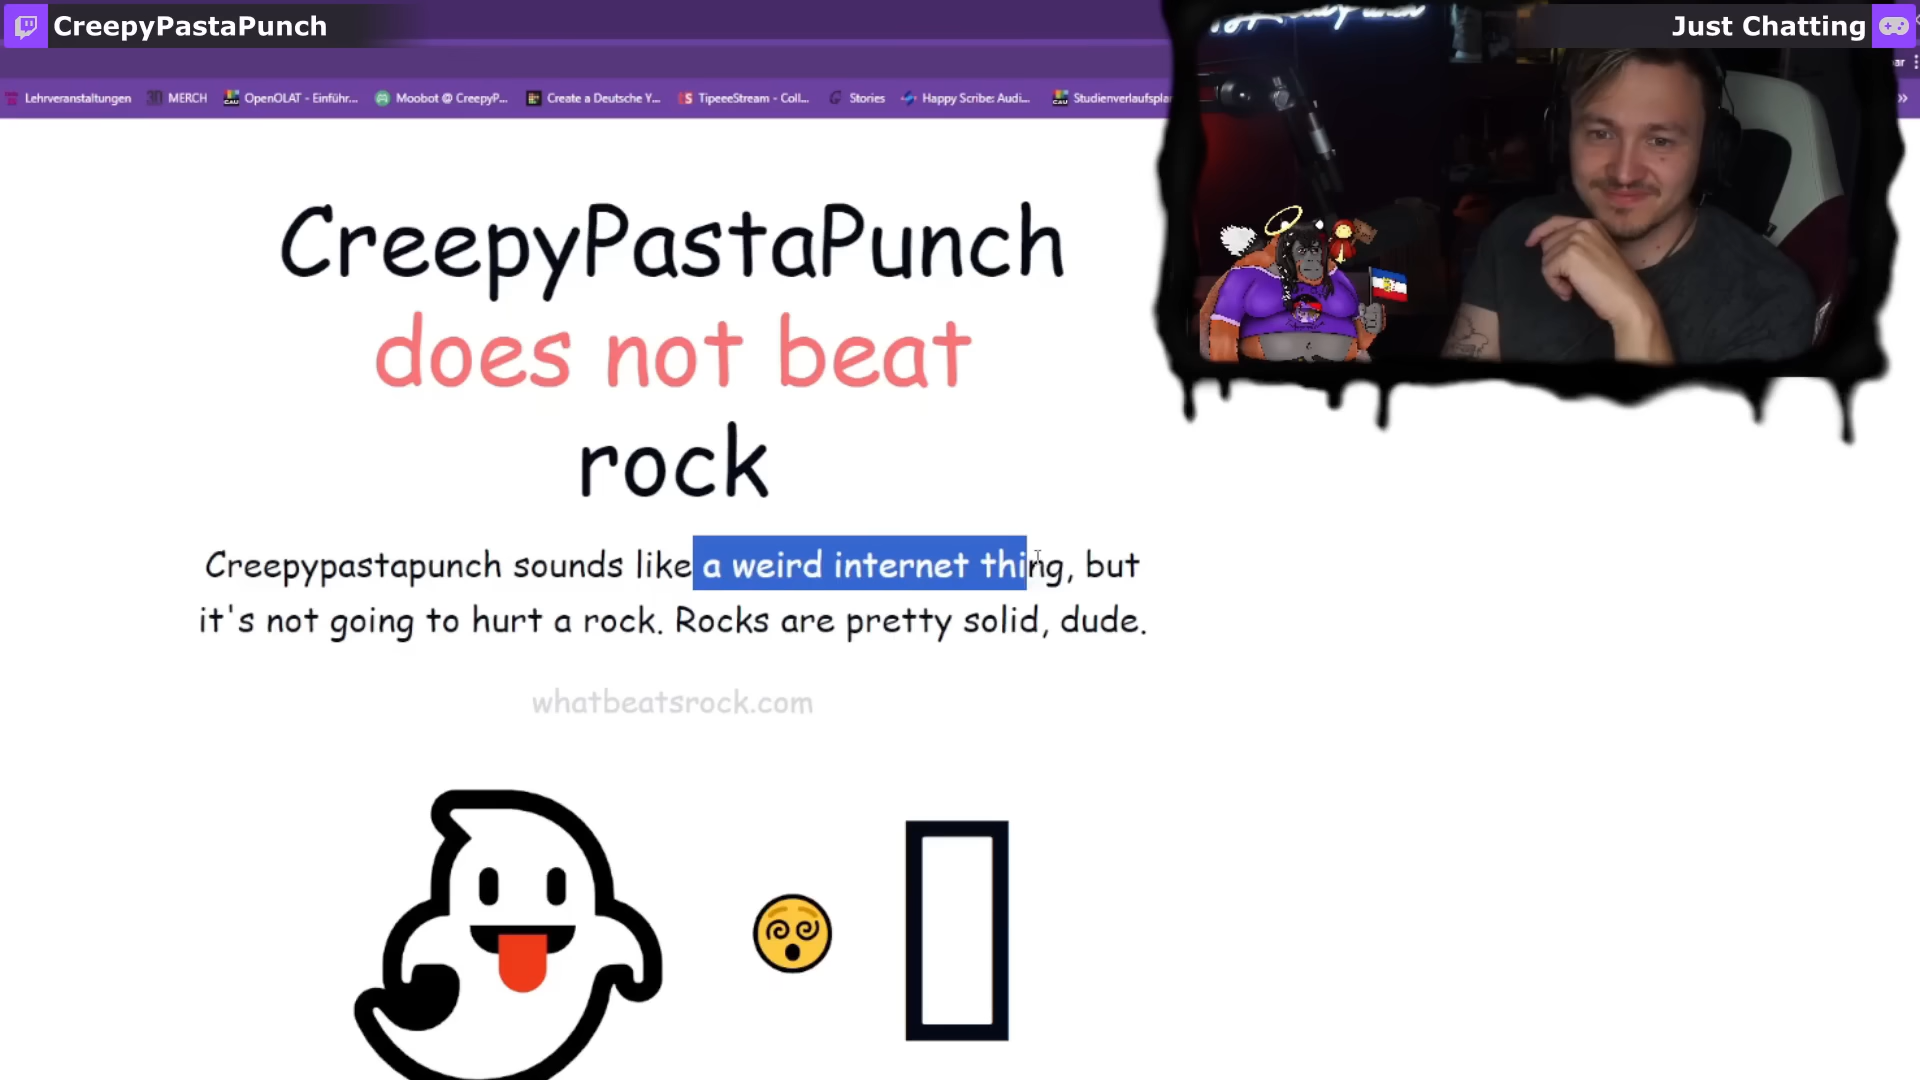 CreepyPastaPunch
Just Chatting
Lehrveranstaltungen
MERCH
OpenOLAT - Einführ...
Moobot @ CreepyP...
Create a Deutsche Y...
TipeeeStream - Coll...
Stories
Happy Scribe: Audi...
Studienverlaufspla
»
CreepyPastaPunch
does not beat
rock
Creepypastapunch sounds like a weird internet thing, but
it's not going to hurt a rock. Rocks are pretty solid, dude.
whatbeatsrock.com